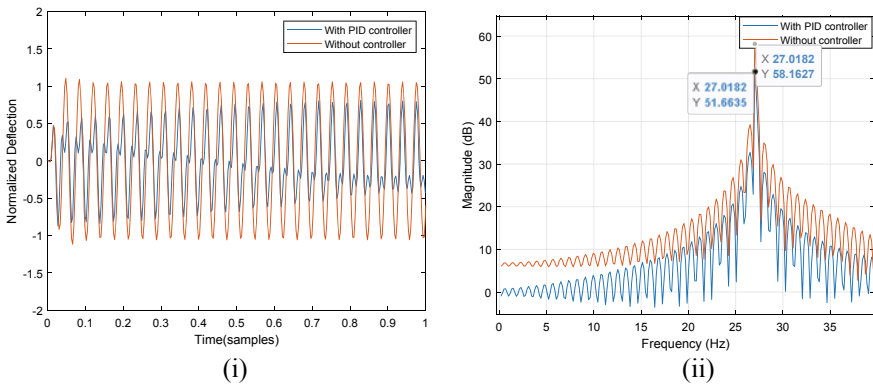 With PID controller
Without controller
Normalized Deflection
2
1.5
1
0.5
0
-0.5
-1
-1.5
-2
0 0.1 0.2 0.3 0.4 0.5 0.6 0.7 0.8 0.9 1
Time(samples)
(i)
With PID controller
Without controller
X 27.0182
Y 58.1627
X 27.0182
Y 51.6635
Magnitude (dB)
60
50
40
30
20
10
0
0 5 10 15 20 25 30 35
Frequency (Hz)
(ii)